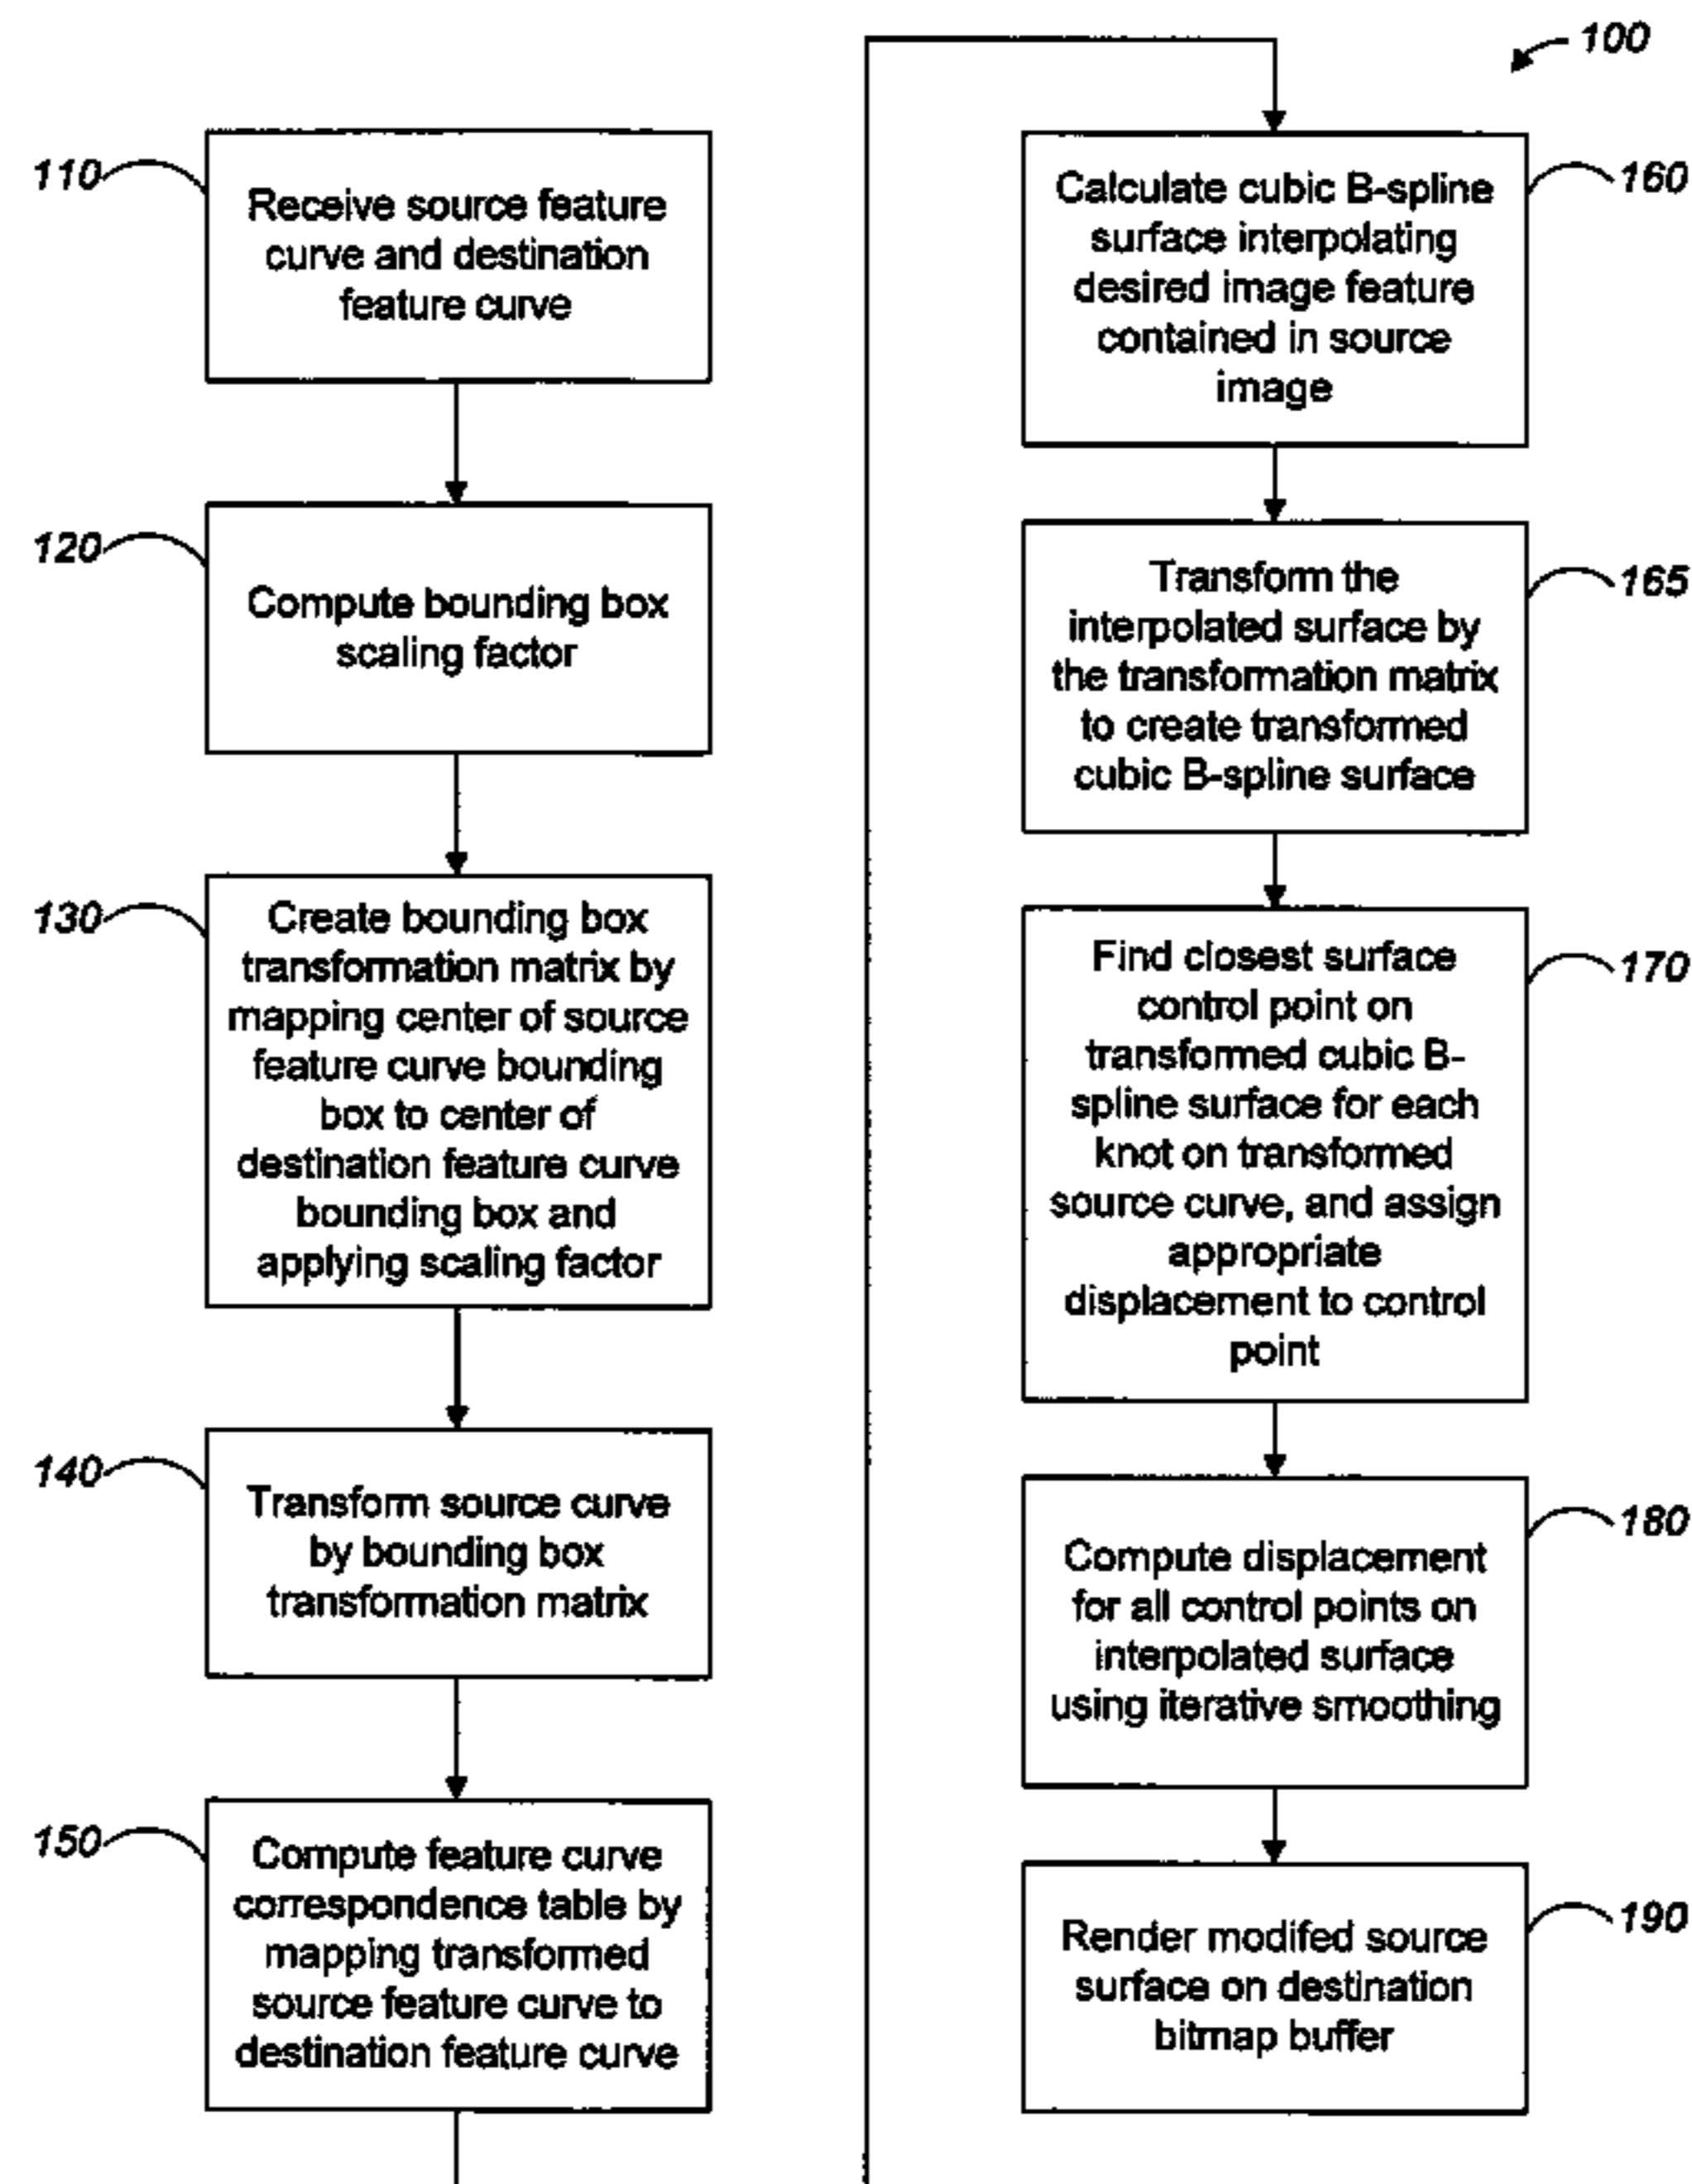 100
110
Receive source feature
curve and destination
feature curve
120
Compute bounding box
scaling factor
130
Create bounding box
transformation matrix by
mapping center of source
feature curve bounding
box to center of
destination feature curve
bounding box and
applying scaling factor
140
Transform source curve
by bounding box
transformation matrix
150
Compute feature curve
correspondence table by
mapping transformed
source feature curve to
destination feature curve
160
Calculate cubic B-spline
surface interpolating
desired image feature
contained in source
image
165
Transform the
interpolated surface by
the transformation matrix
to create transformed
cubic B-spline surface
170
Find closest surface
control point on
transformed cubic B-
spline surface for each
knot on transformed
source curve, and assign
appropriate
displacement to control
point
180
Compute displacement
for all control points on
interpolated surface
using iterative smoothing
190
Render modifed source
surface on destination
bitmap buffer